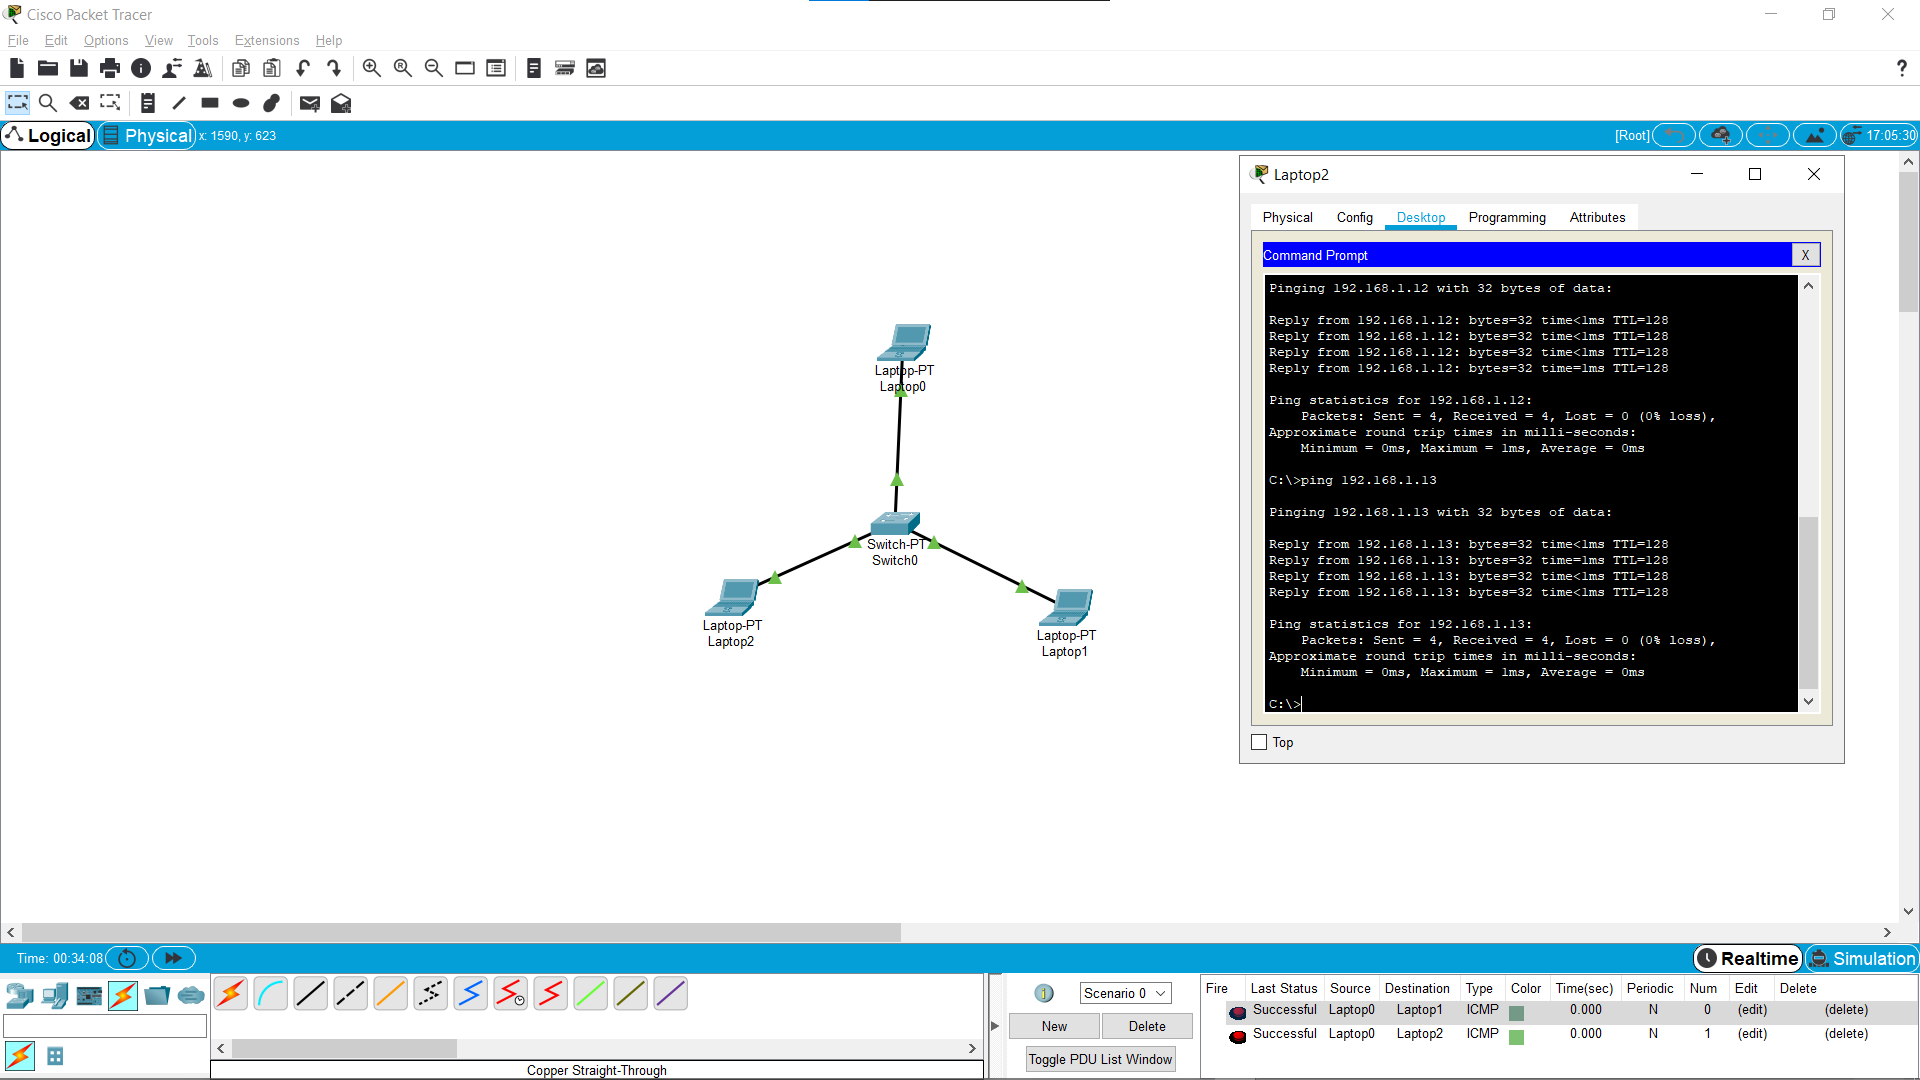 Cisco Packet Tracer
File Edit Options View Tools Extensions Help
Logical Physical x: 1590, y: 623 [Root] 17:05:30
Laptop2
Physical Config Desktop Programming Attributes
Command Prompt X
Pinging 192.168.1.12 with 32 bytes of data:
Reply from 192.168.1.12: bytes=32 time<1ms TTL=128
Reply from 192.168.1.12: bytes=32 time<1ms TTL=128
Reply from 192.168.1.12: bytes=32 time<1ms TTL=128
Reply from 192.168.1.12: bytes=32 time=1ms TTL=128
Ping statistics for 192.168.1.12:
Packets: Sent = 4, Received = 4, Lost = 0 (0% loss),
Approximate round trip times in milli-seconds:
Minimum = 0ms, Maximum = 1ms, Average = 0ms
C:\>ping 192.168.1.13
Pinging 192.168.1.13 with 32 bytes of data:
Reply from 192.168.1.13: bytes=32 time<1ms TTL=128
Reply from 192.168.1.13: bytes=32 time=1ms TTL=128
Reply from 192.168.1.13: bytes=32 time<1ms TTL=128
Reply from 192.168.1.13: bytes=32 time<1ms TTL=128
Ping statistics for 192.168.1.13:
Packets: Sent = 4, Received = 4, Lost = 0 (0% loss),
Approximate round trip times in milli-seconds:
Minimum = 0ms, Maximum = 1ms, Average = 0ms
C:\>
Top
Laptop-PT
Laptop0
Switch-PT
Switch0
Laptop-PT
Laptop2
Laptop-PT
Laptop1
Time: 00:34:08 Realtime Simulation
Scenario 0
New Delete
Toggle PDU List Window
Copper Straight-Through
Fire Last Status Source Destination Type Color Time(sec) Periodic Num Edit Delete
Successful Laptop0 Laptop1 ICMP 0.000 N 0 (edit) (delete)
Successful Laptop0 Laptop2 ICMP 0.000 N 1 (edit) (delete)